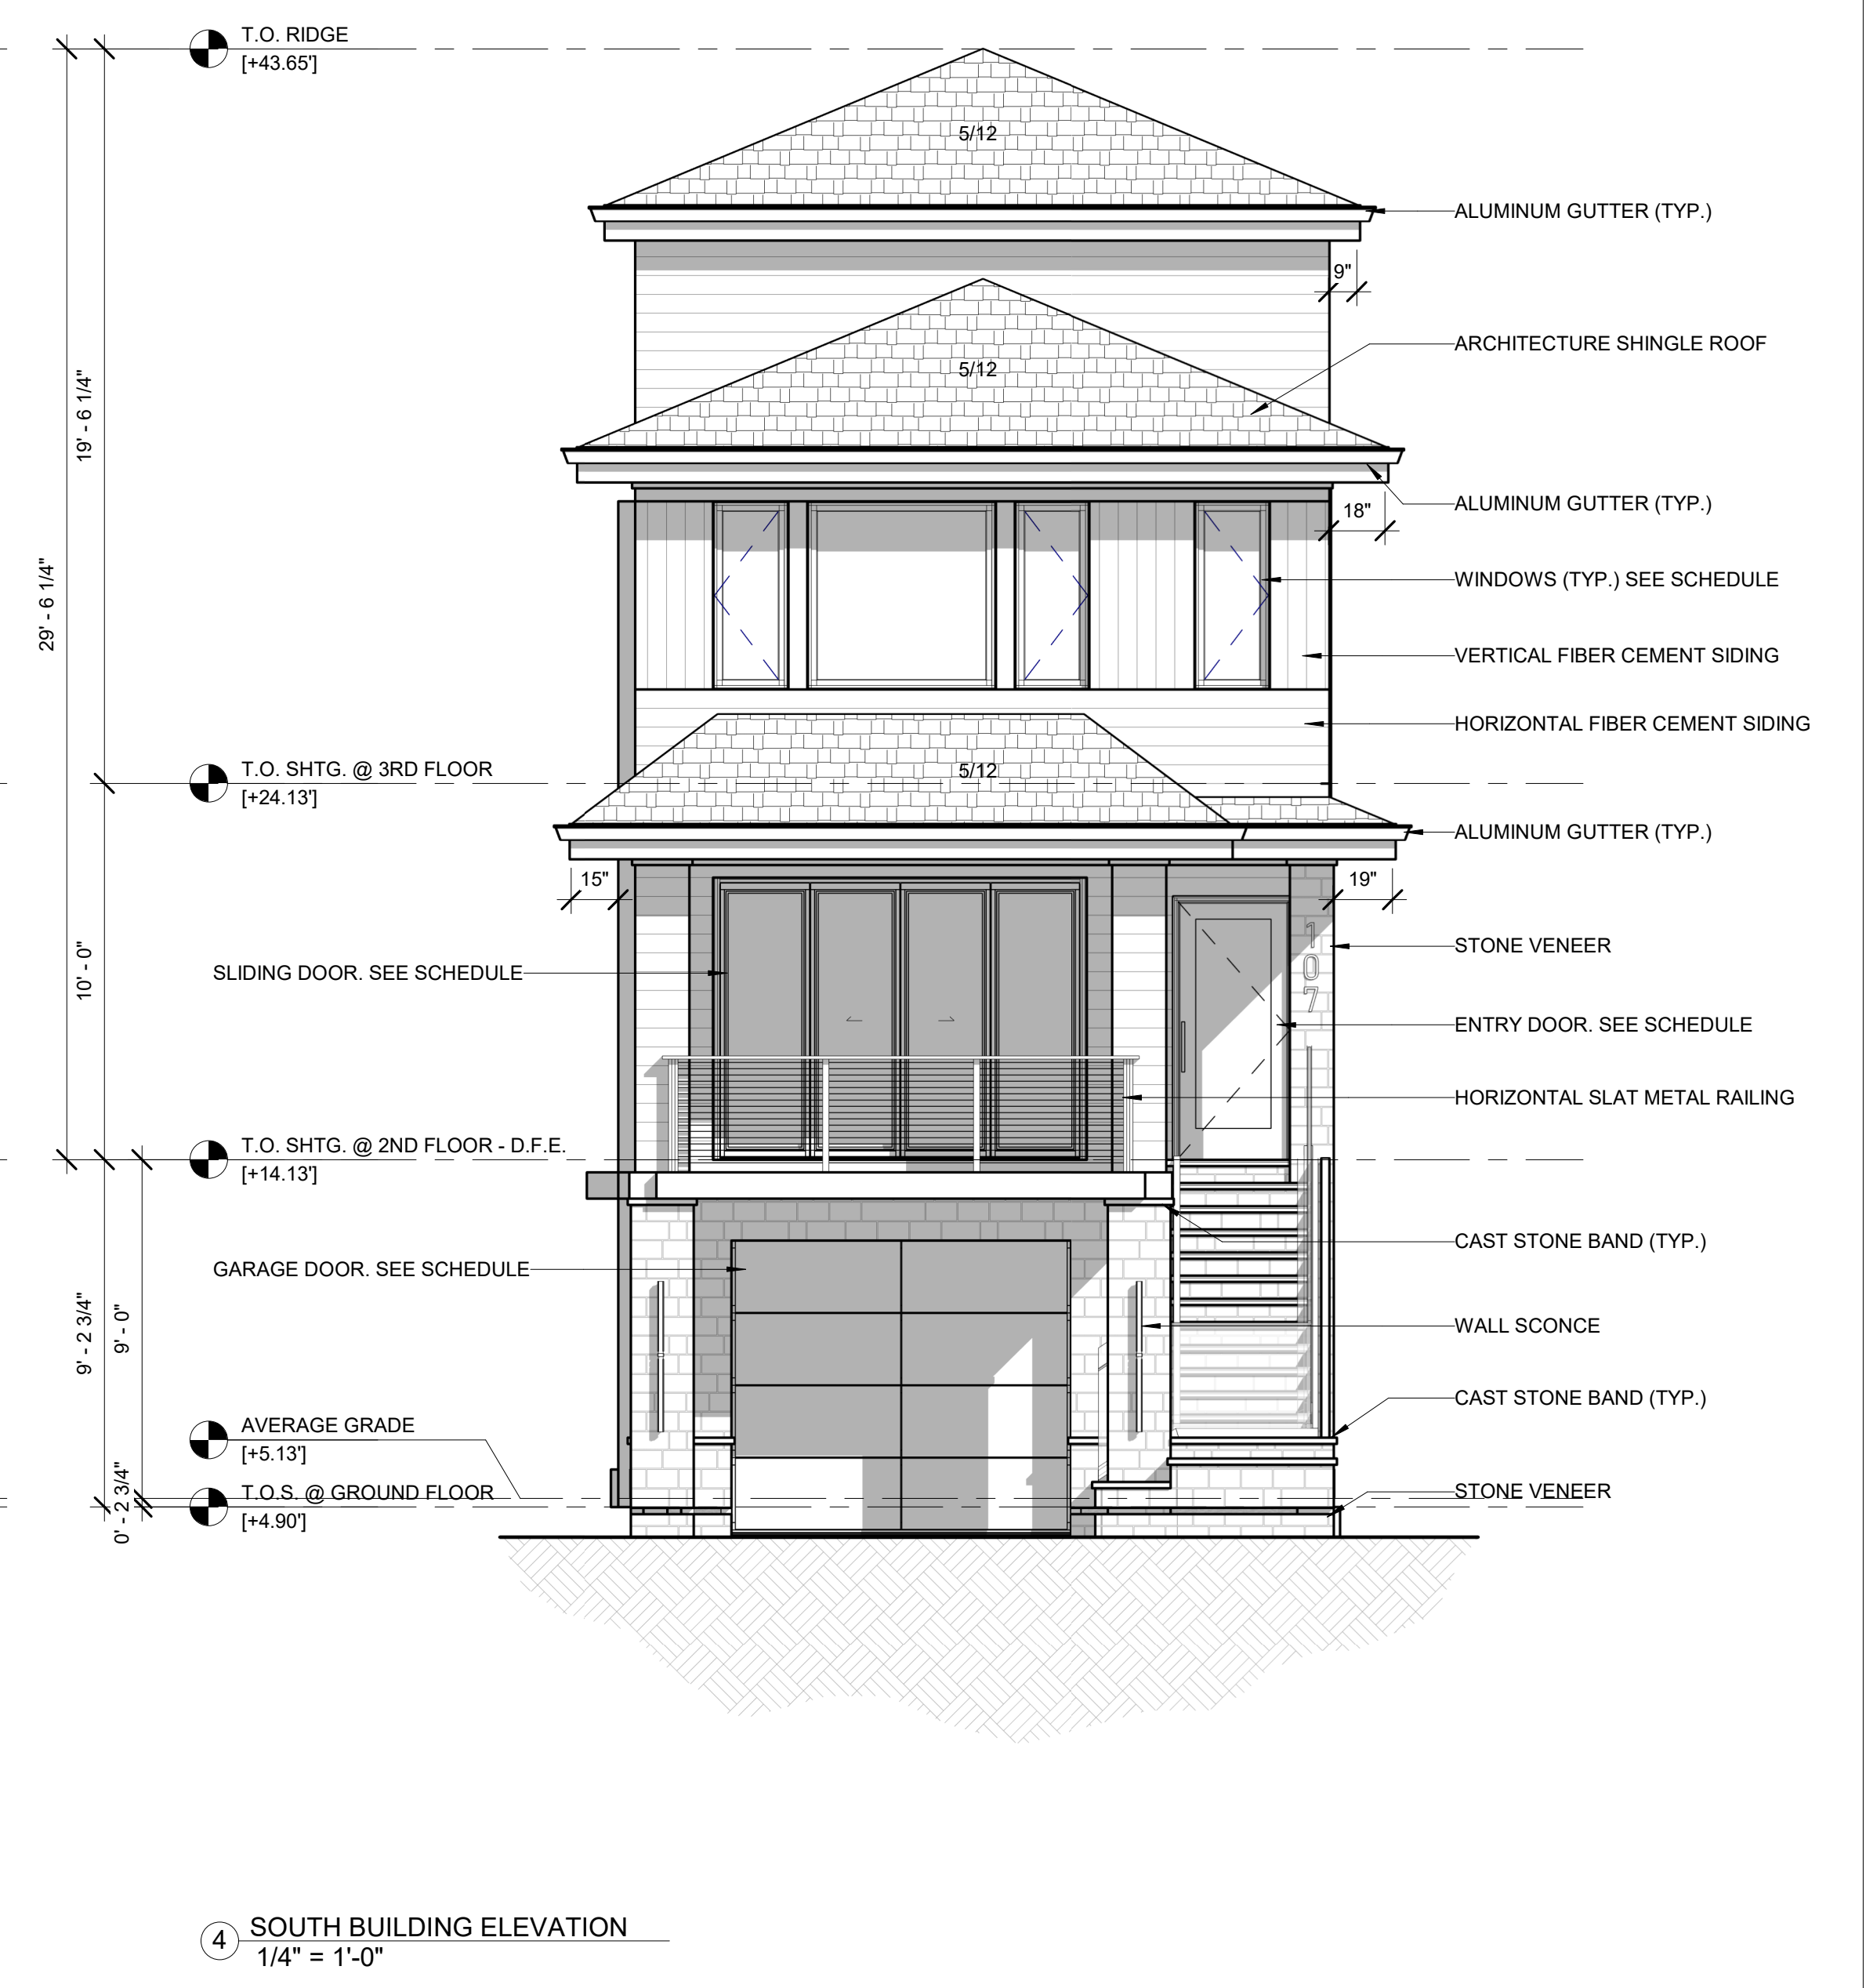 T.O. RIDGE
[+43.65']
5/12
ALUMINUM GUTTER (TYP.)
9"
ARCHITECTURE SHINGLE ROOF
5/12
19' - 6 1/4"
ALUMINUM GUTTER (TYP.)
18"
29' - 6 1/4"
WINDOWS (TYP.) SEE SCHEDULE
VERTICAL FIBER CEMENT SIDING
HORIZONTAL FIBER CEMENT SIDING
T.O. SHTG. @ 3RD FLOOR
[+24.13']
5/12
ALUMINUM GUTTER (TYP.)
15"
19"
10' - 0"
STONE VENEER
1
0
7
SLIDING DOOR. SEE SCHEDULE
ENTRY DOOR. SEE SCHEDULE
HORIZONTAL SLAT METAL RAILING
T.O. SHTG. @ 2ND FLOOR - D.F.E.
[+14.13']
CAST STONE BAND (TYP.)
GARAGE DOOR. SEE SCHEDULE
9' - 2 3/4"
9' - 0"
WALL SCONCE
CAST STONE BAND (TYP.)
AVERAGE GRADE
[+5.13']
0' - 2 3/4"
T.O.S. @ GROUND FLOOR
[+4.90']
STONE VENEER
4
SOUTH BUILDING ELEVATION
1/4" = 1'-0"